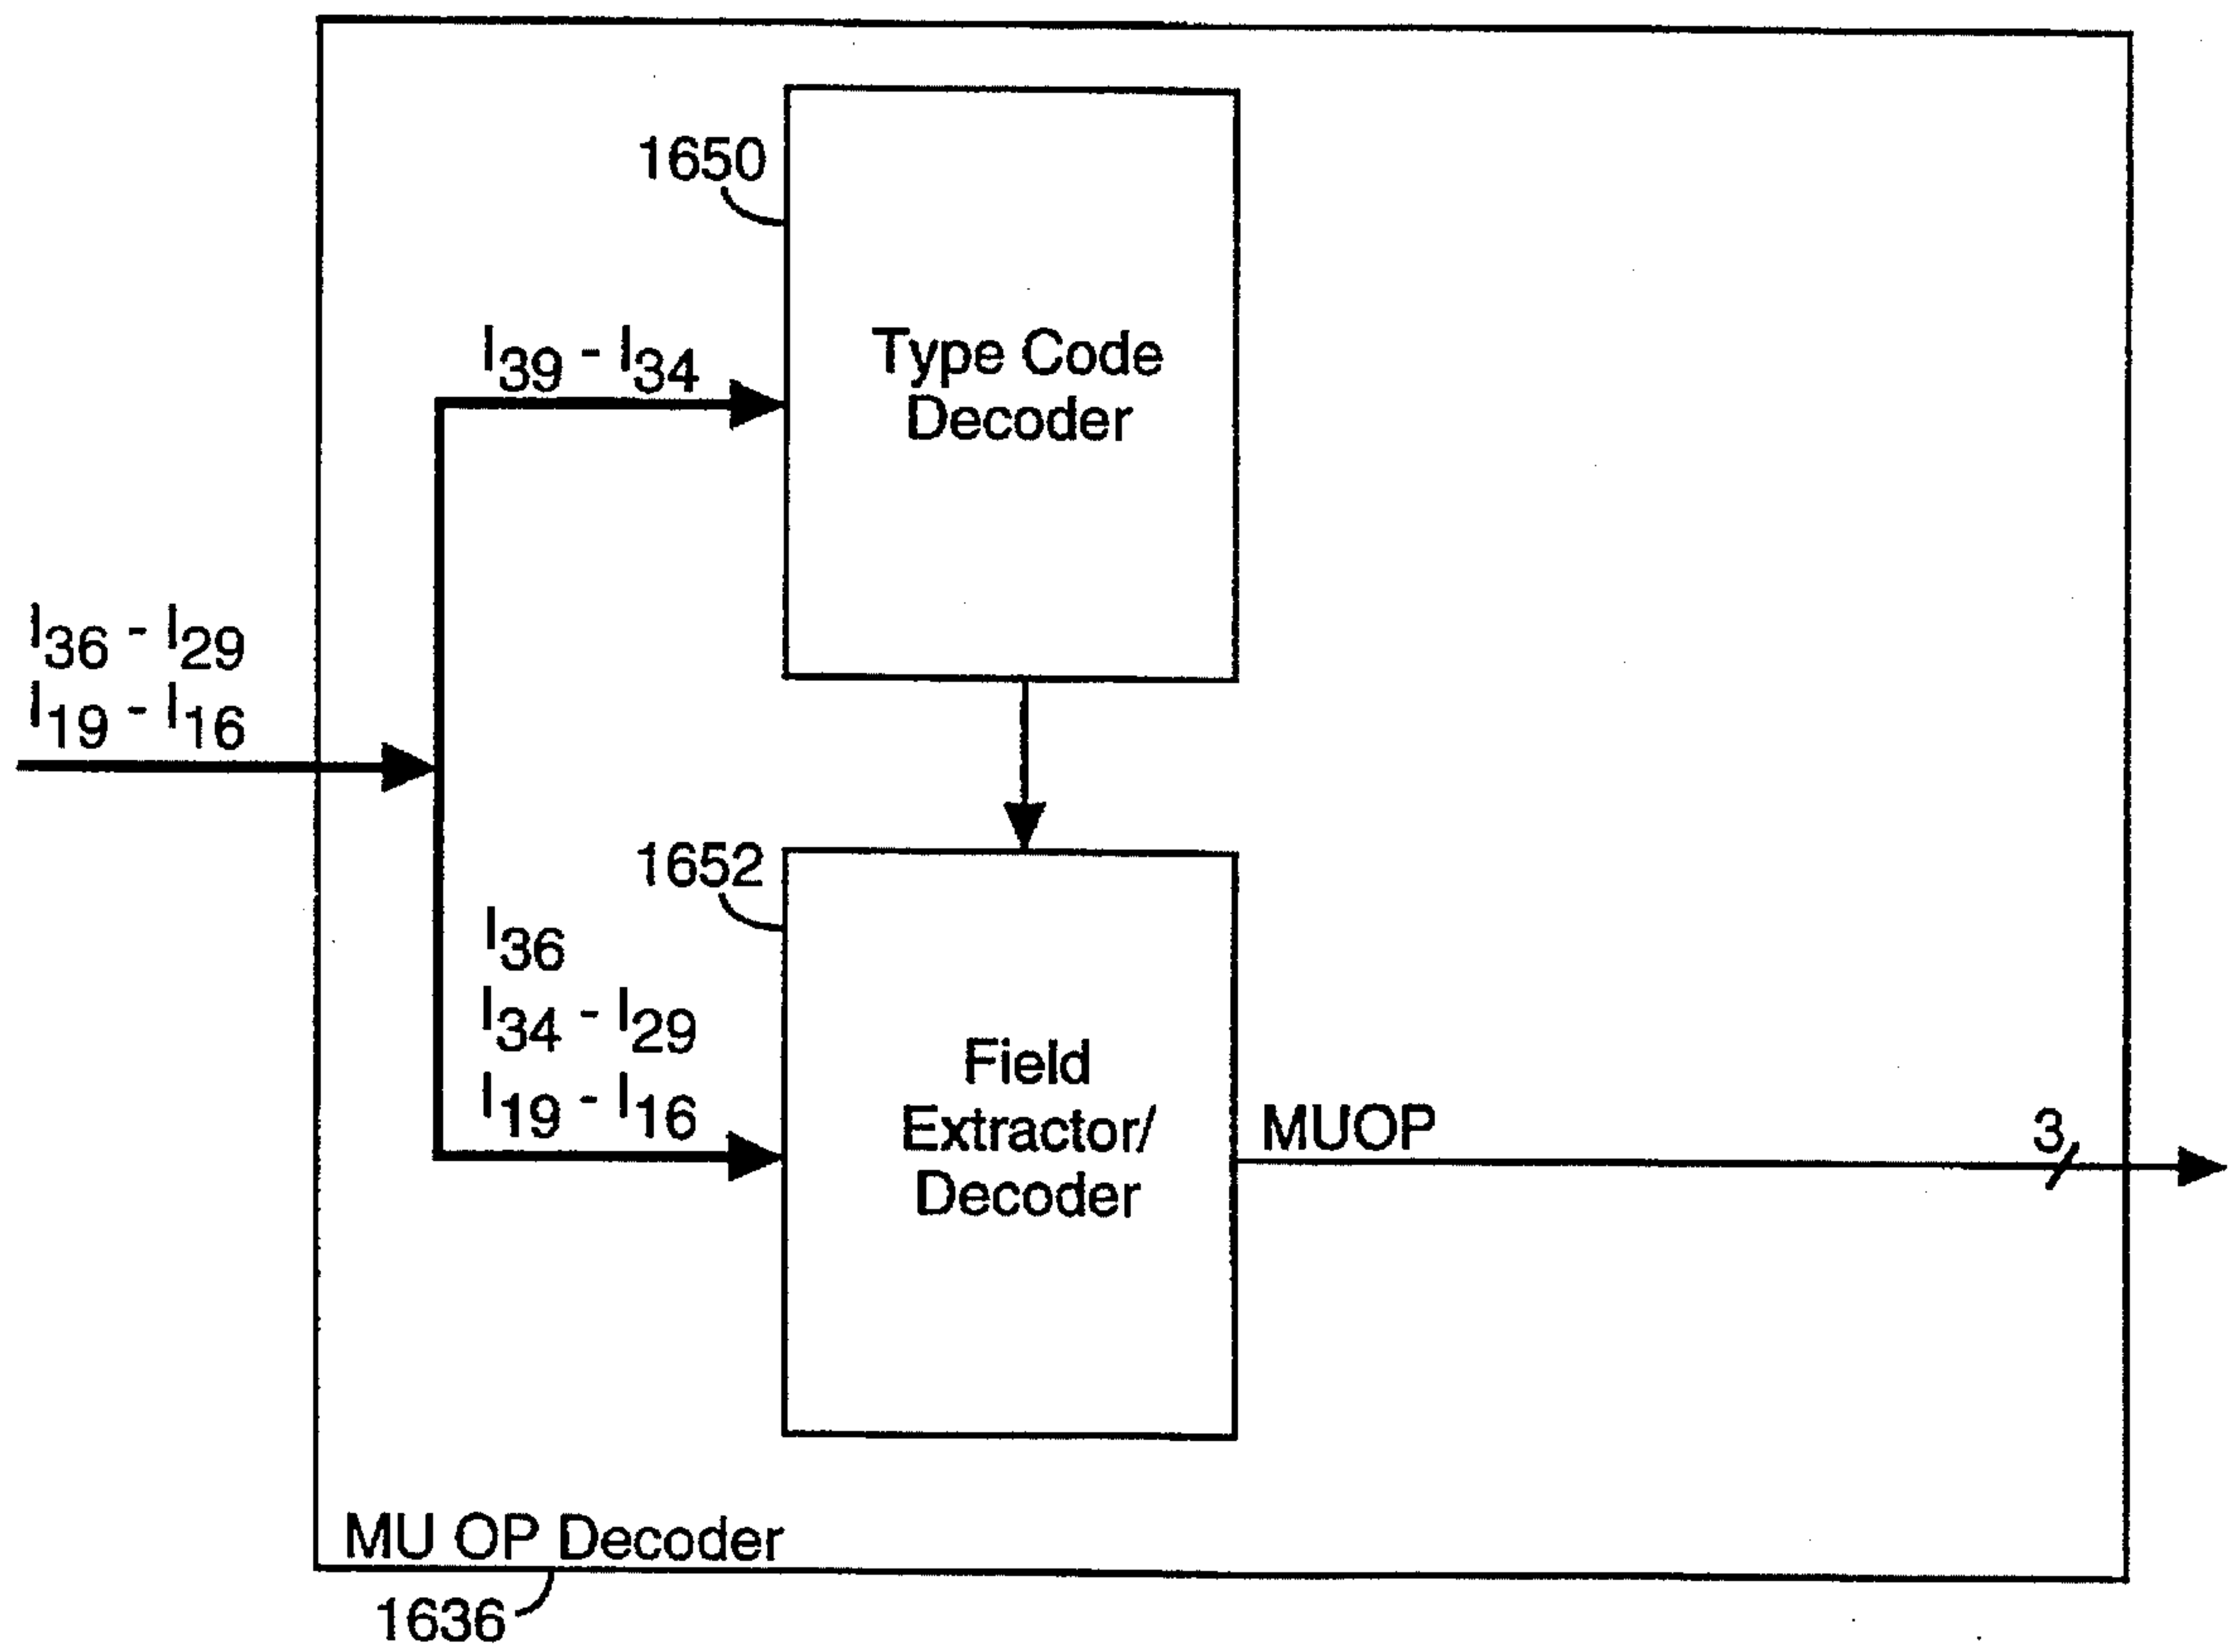 1650
Type Code
Decoder
I39 - I34
I36 - I29
I19 - I16
1652
I36
I34 - I29
I19 - I16
Field
Extractor/
Decoder
MUOP
3
MU OP Decoder
1636